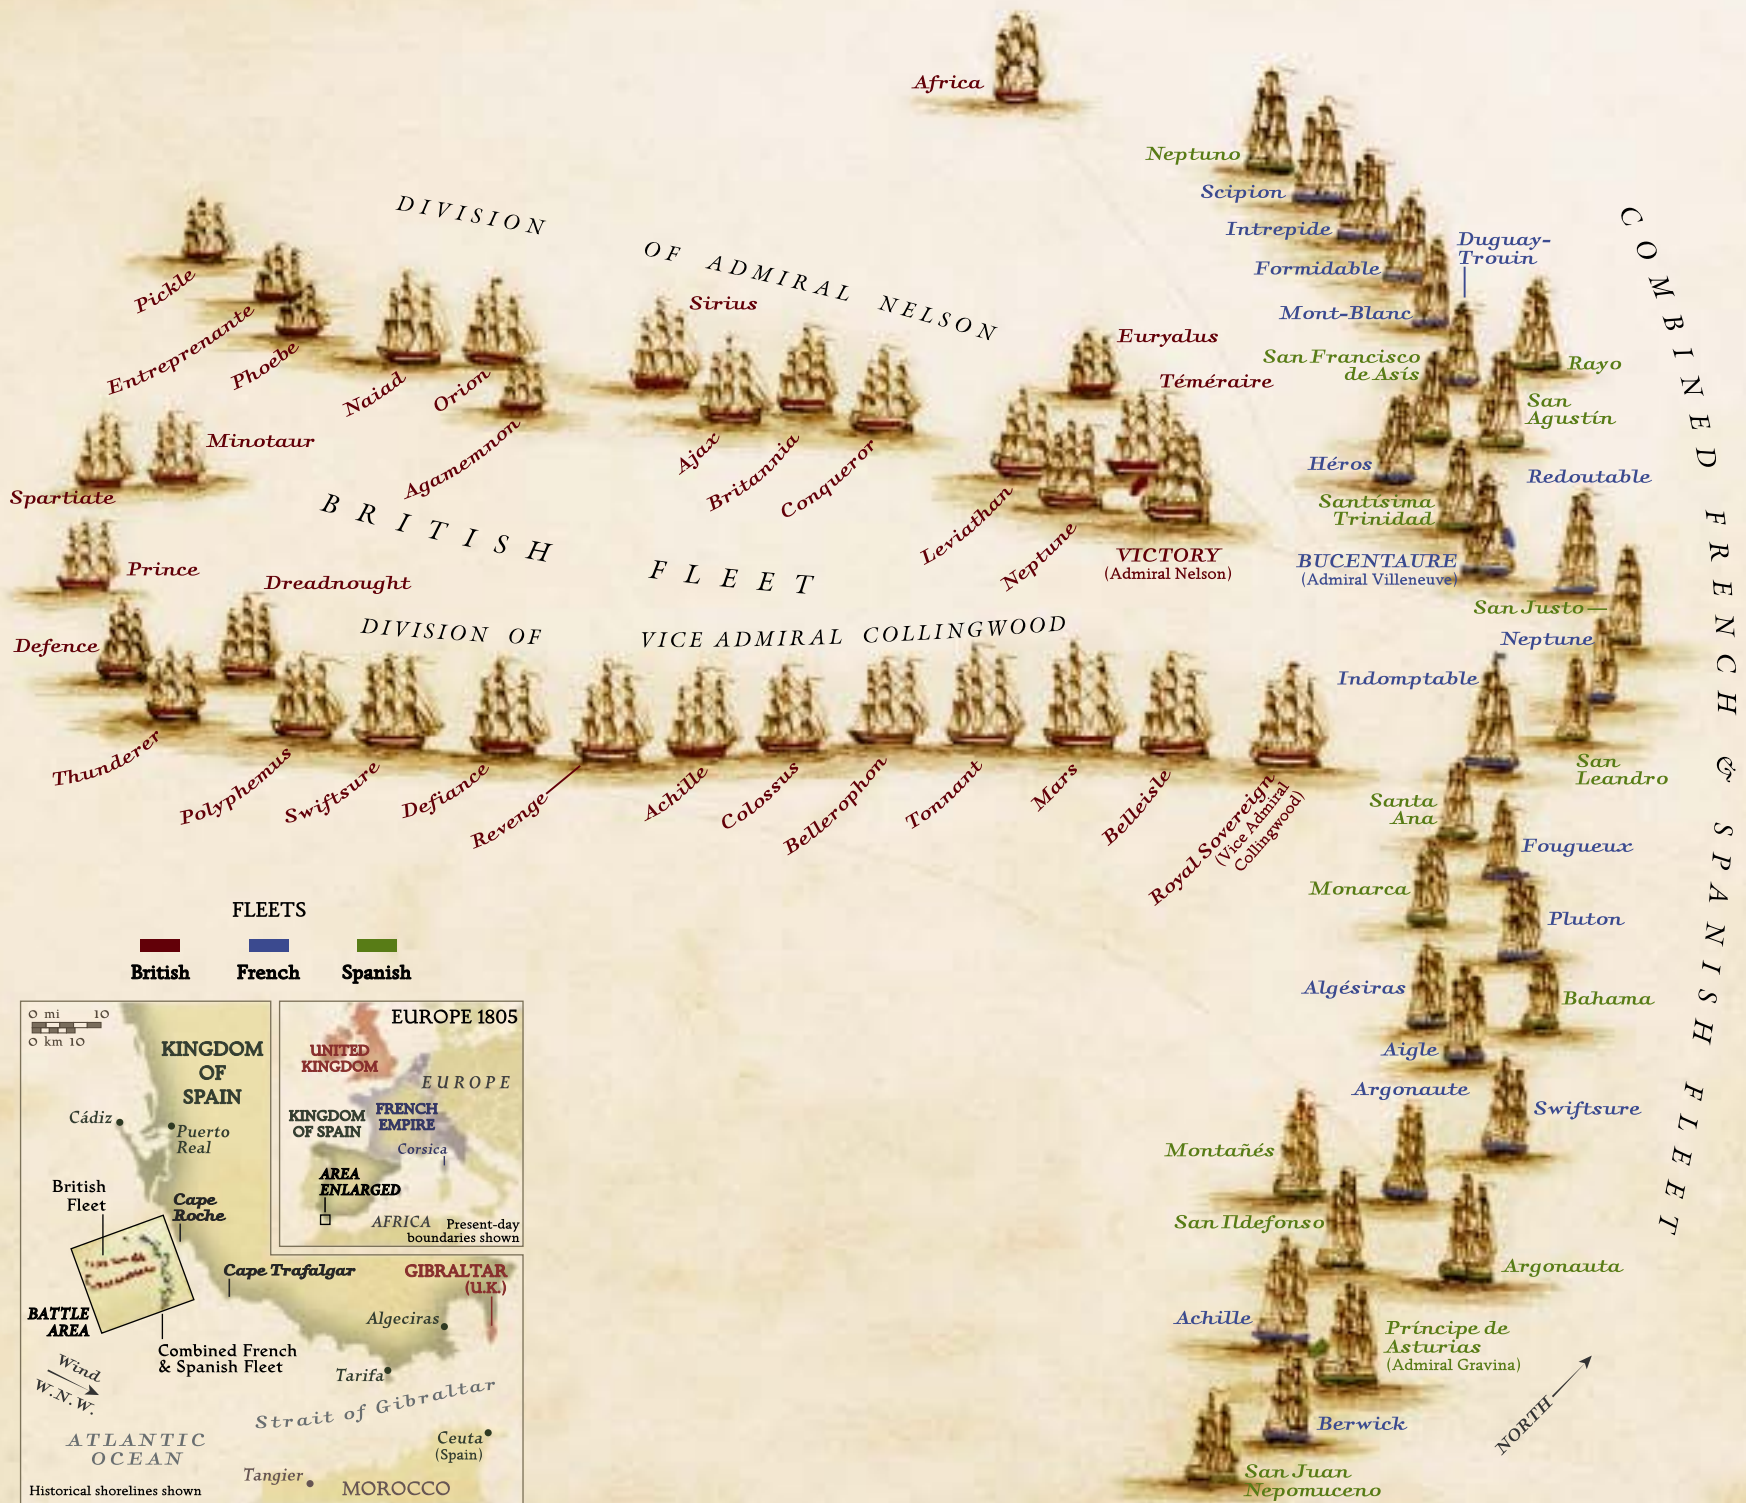 Africa
Neptuno
Scipion
Intrepide
Formidable
Duguay-
Trouin
Mont-Blanc
San Francisco
de Asís
Rayo
San
Agustín
Héros
Redoutable
Santísima
Trinidad
BUCENTAURE
(Admiral Villeneuve)
San Justo
Neptune
Indomptable
San
Leandro
Santa
Ana
Fougueux
Monarca
Pluton
Algésiras
Bahama
Aigle
Argonaute
Swiftsure
Montañés
San Ildefonso
Argonauta
Achille
Príncipe de
Asturias
(Admiral Gravina)
Berwick
San Juan
Nepomuceno
COMBINED FRENCH & SPANISH FLEET
NORTH
DIVISION OF ADMIRAL NELSON
Pickle
Entreprenante
Phoebe
Naiad
Orion
Agamemnon
Sirius
Ajax
Britannia
Conqueror
Euryalus
Téméraire
Leviathan
Neptune
VICTORY
(Admiral Nelson)
Minotaur
Spartiate
BRITISH FLEET
Prince
Dreadnought
Defence
DIVISION OF VICE ADMIRAL COLLINGWOOD
Thunderer
Polyphemus
Swiftsure
Defiance
Revenge
Achille
Colossus
Bellerophon
Tonnant
Mars
Belleisle
Royal Sovereign
(Vice Admiral
Collingwood)
FLEETS
British
French
Spanish
0 mi 10
0 km 10
KINGDOM
OF
SPAIN
Cádiz
Puerto
Real
British
Fleet
Cape
Roche
BATTLE
AREA
Cape Trafalgar
GIBRALTAR
(U.K.)
Algeciras
Combined French
& Spanish Fleet
Wind
W.N.W.
Tarifa
Strait of Gibraltar
ATLANTIC
OCEAN
Ceuta
(Spain)
Tangier
MOROCCO
Historical shorelines shown
EUROPE 1805
UNITED
KINGDOM
EUROPE
KINGDOM
OF SPAIN
FRENCH
EMPIRE
Corsica
AREA
ENLARGED
AFRICA
Present-day
boundaries shown